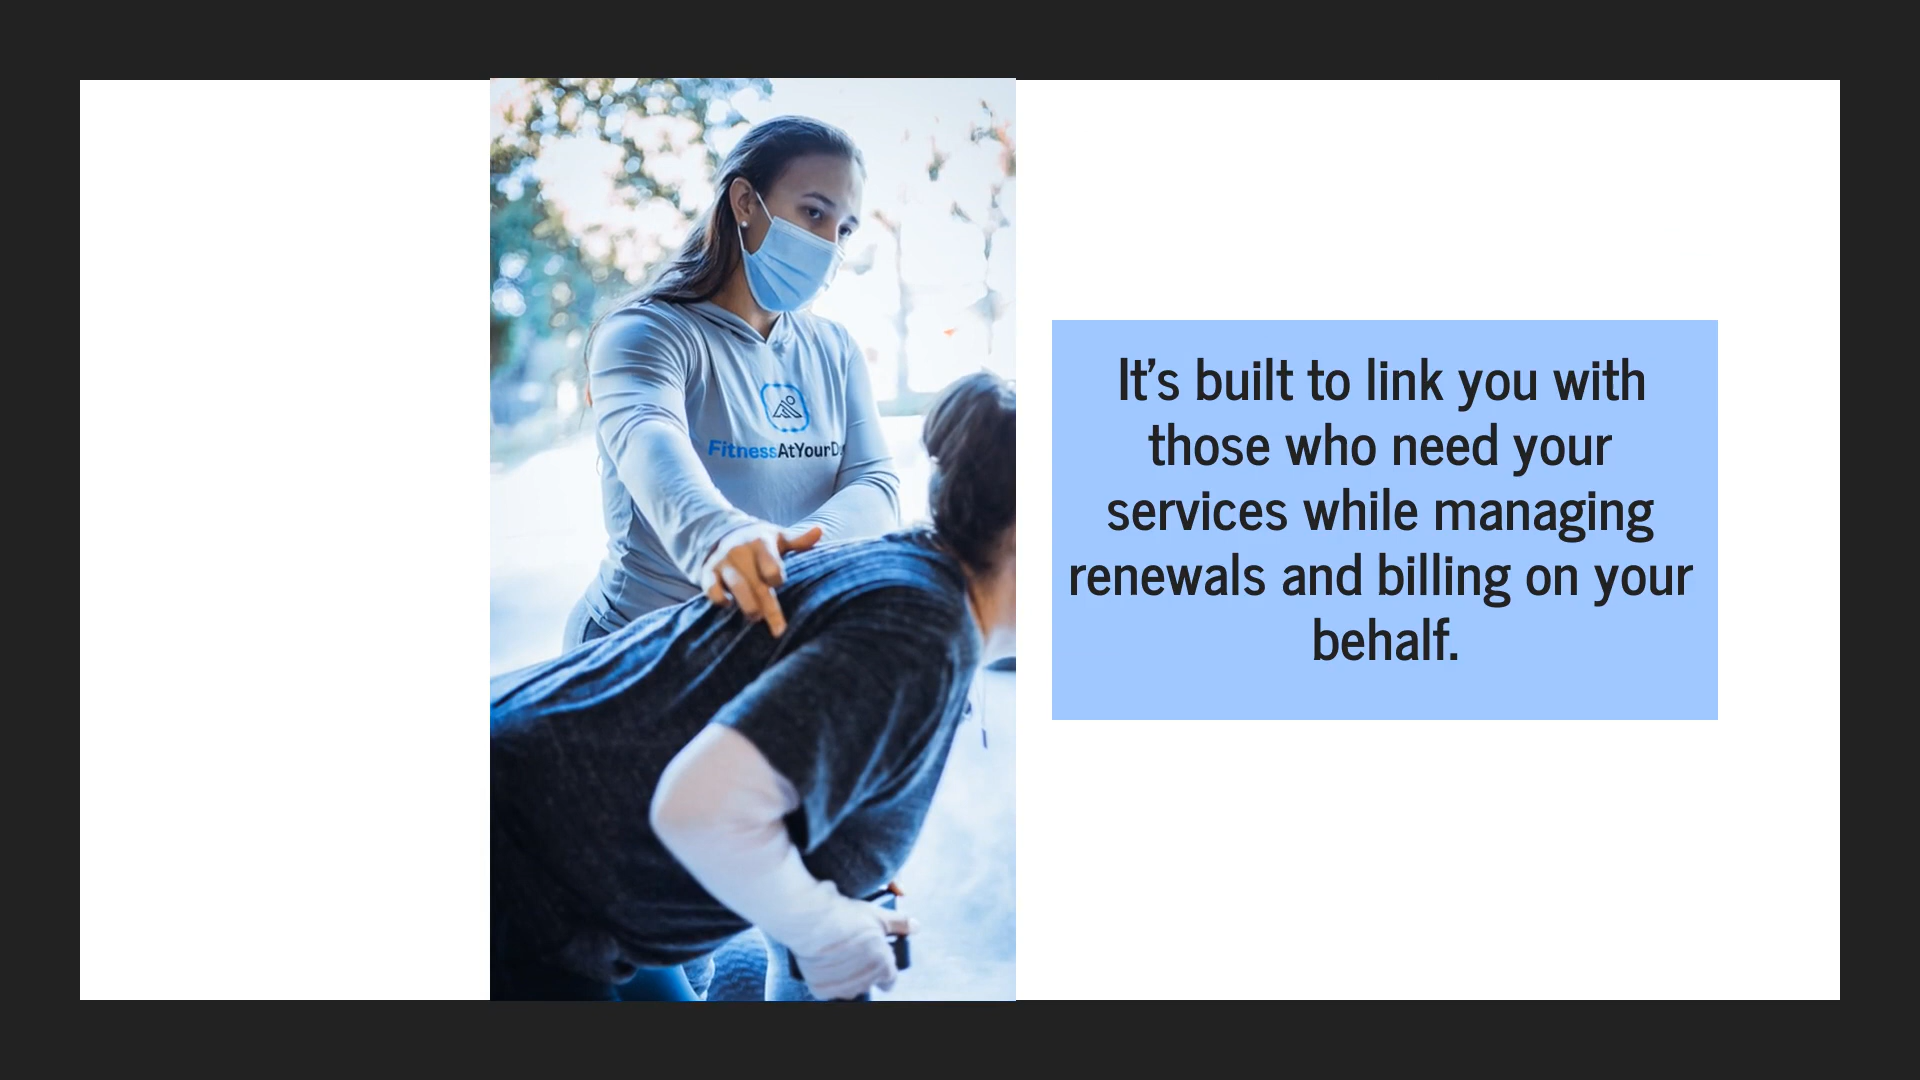 FitnessAtYourD
It's built to link you with
those who need your
services while managing
renewals and billing on your
behalf.